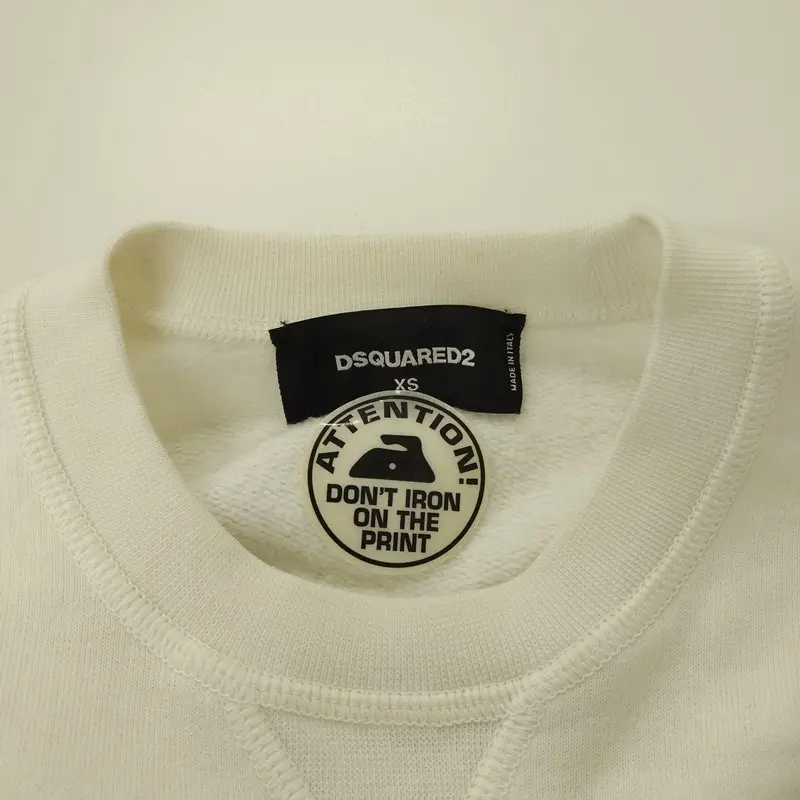 DSQUARED2
XS
MADE IN ITALY
ATTENTION!
DON'T IRON
ON THE
PRINT